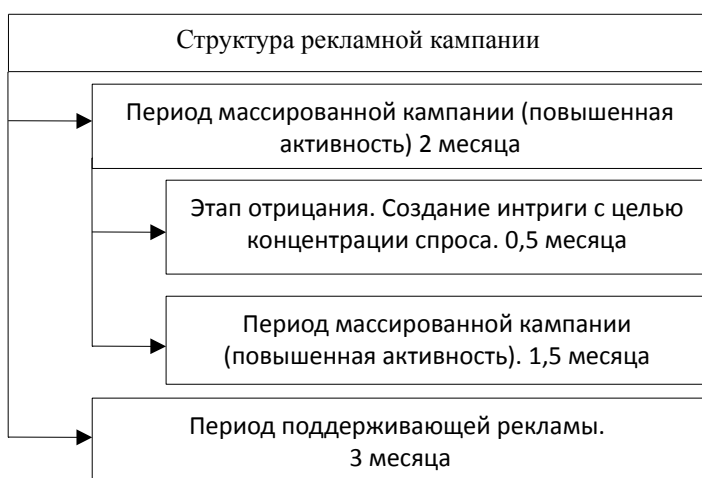 Структура рекламной кампании
Период массированной кампании (повышенная
активность) 2 месяца
Этап отрицания. Создание интриги с целью
концентрации спроса. 0,5 месяца
Период массированной кампании
(повышенная активность). 1,5 месяца
Период поддерживающей рекламы.
3 месяца